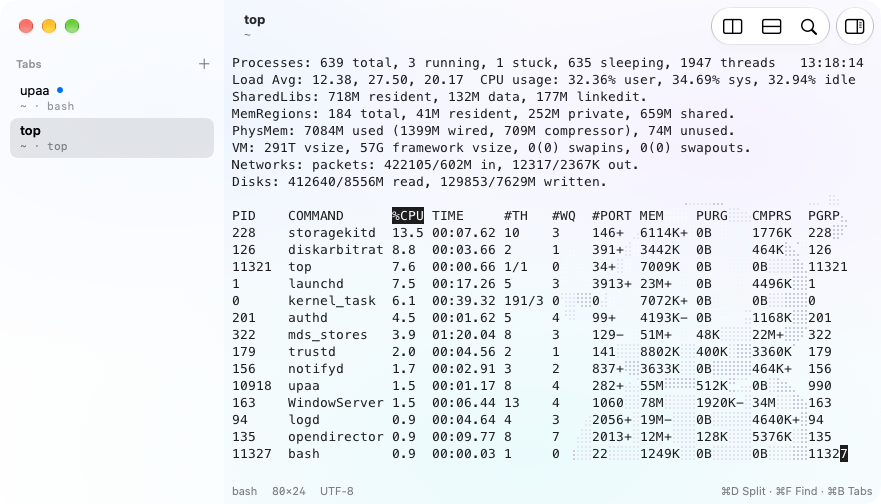 top
~
Tabs
upaa
~ · bash
top
~ · top
Processes: 639 total, 3 running, 1 stuck, 635 sleeping, 1947 threads   13:18:14
Load Avg: 12.38, 27.50, 20.17  CPU usage: 32.36% user, 34.69% sys, 32.94% idle
SharedLibs: 718M resident, 132M data, 177M linkedit.
MemRegions: 184 total, 41M resident, 252M private, 659M shared.
PhysMem: 7084M used (1399M wired, 709M compressor), 74M unused.
VM: 291T vsize, 57G framework vsize, 0(0) swapins, 0(0) swapouts.
Networks: packets: 422105/602M in, 12317/2367K out.
Disks: 412640/8556M read, 129853/7629M written.
PID    COMMAND      %CPU TIME     #TH   #WQ  #PORT MEM    PURG   CMPRS  PGRP
228    storagekitd  13.5 00:07.62 10    3    146+  6114K+ 0B     1776K  228
126    diskarbitrat 8.8  00:03.66 2     1    391+  3442K  0B     464K   126
11321  top          7.6  00:00.66 1/1   0    34+   7009K  0B     0B     11321
1      launchd      7.5  00:17.26 5     3    3913+ 23M+   0B     4496K  1
0      kernel_task  6.1  00:39.32 191/3 0    0     7072K+ 0B     0B     0
201    authd        4.5  00:01.62 5     4    99+   4193K- 0B     1168K  201
322    mds_stores   3.9  01:20.04 8     3    129-  51M+   48K    22M+   322
179    trustd       2.0  00:04.56 2     1    141   8802K  400K   3360K  179
156    notifyd      1.7  00:02.91 3     2    837+  3633K  0B     464K+  156
10918  upaa         1.5  00:01.17 8     4    282+  55M    512K   0B     990
163    WindowServer 1.5  00:06.44 13    4    1060  78M    1920K- 34M    163
94     logd         0.9  00:04.64 4     3    2056+ 19M-   0B     4640K+ 94
135    opendirector 0.9  00:09.77 8     7    2013+ 12M+   128K   5376K  135
11327  bash         0.9  00:00.03 1     0    22    1249K  0B     0B     11327
bash  80×24  UTF-8
⌘D Split · ⌘F Find · ⌘B Tabs